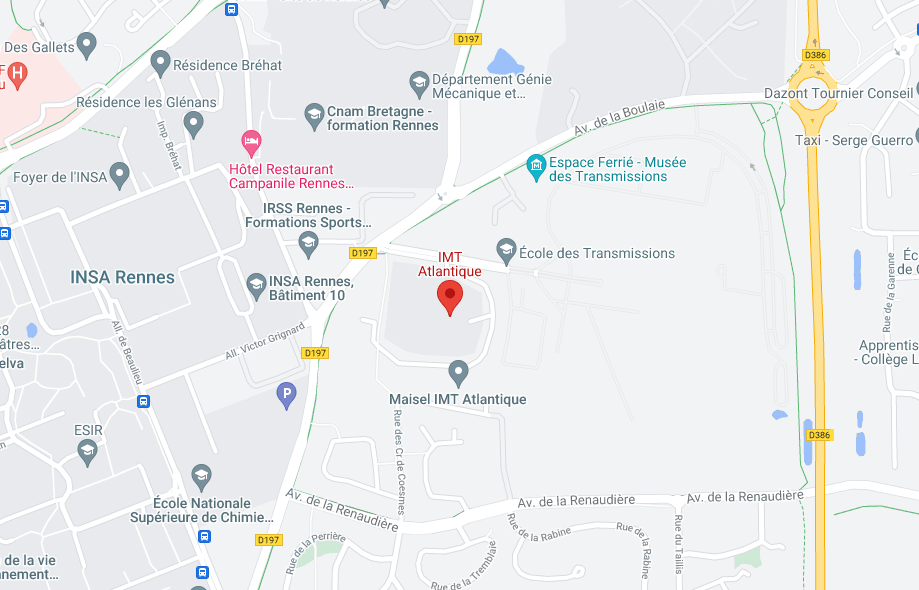 D197
Des Gallets
D386
F
H
u
Résidence Bréhat
Département Génie
Mécanique et...
Dazont Tournier Conseil
Résidence les Glénans
Cnam Bretagne -
formation Rennes
Av. de la Boulaie
Imp. Bréhat
Taxi - Serge Guerro
Hôtel Restaurant
Campanile Rennes...
Espace Ferrié - Musée
des Transmissions
Foyer de l'INSA
IRSS Rennes -
Formations Sports...
D197
IMT
Atlantique
École des Transmissions
Éc
de C
INSA Rennes
INSA Rennes,
Bâtiment 10
Rue de la Garenne
28
âtres...
elva
All. de Beaulieu
All. Victor Grignard
D197
Apprentis
- Collège L
P
Maisel IMT Atlantique
Rue des Cr de Coesmes
ESIR
D386
École Nationale
Supérieure de Chimie...
Av. de la Renaudière
Av. de la Renaudière
Av. de la Renaudière
D197
Rue de la Perrière
Rue de la Rabine
Rue de la Rabine
Rue du Taillis
Rue de la Tremblaie
de la vie
nnement...